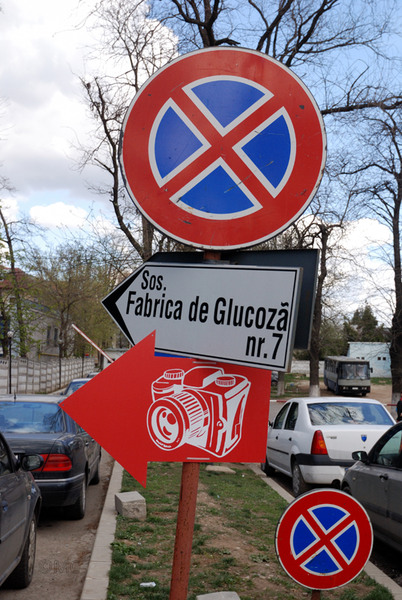 Sos.
Fabrica de Glucoză
nr.7